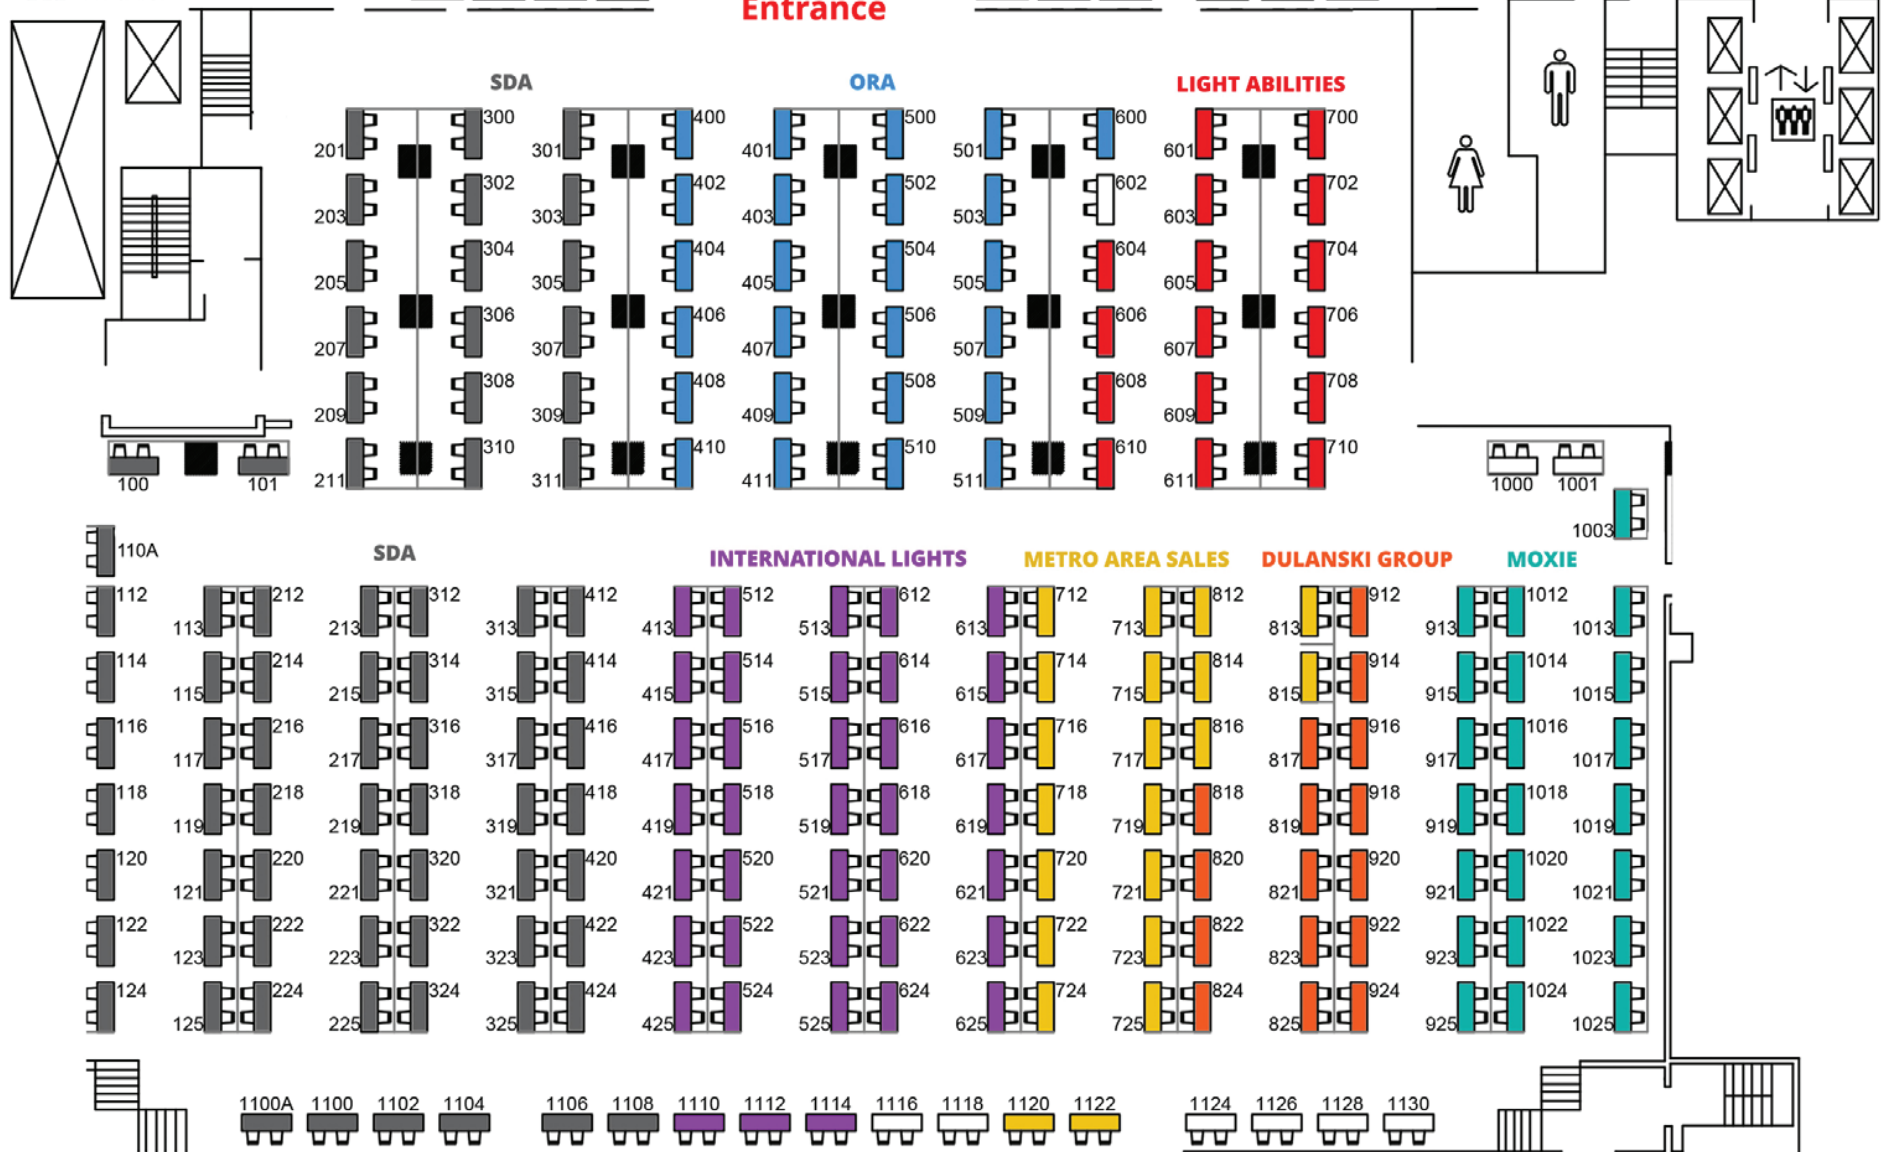 Entrance
SDA ORA LIGHT ABILITIES
300 400 500 600 700
201 301 401 501 601
302 402 502 602 702
203 303 403 503 603
304 404 504 604 704
205 305 405 505 605
306 406 506 606 706
207 307 407 507 607
308 408 508 608 708
209 309 409 509 609
310 410 510 610 710
211 311 411 511 611
100 101 1000 1001
1003
110A
SDA INTERNATIONAL LIGHTS METRO AREA SALES DULANSKI GROUP MOXIE
112 212 312 412 512 612 712 812 912 1012
113 213 313 413 513 613 713 813 913 1013
114 214 314 414 514 614 714 814 914 1014
115 215 315 415 515 615 715 815 915 1015
116 216 316 416 516 616 716 816 916 1016
117 217 317 417 517 617 717 817 917 1017
118 218 318 418 518 618 718 818 918 1018
119 219 319 419 519 619 719 819 919 1019
120 220 320 420 520 620 720 820 920 1020
121 221 321 421 521 621 721 821 921 1021
122 222 322 422 522 622 722 822 922 1022
123 223 323 423 523 623 723 823 923 1023
124 224 324 424 524 624 724 824 924 1024
125 225 325 425 525 625 725 825 925 1025
1100A 1100 1102 1104 1106 1108 1110 1112 1114 1116 1118 1120 1122 1124 1126 1128 1130